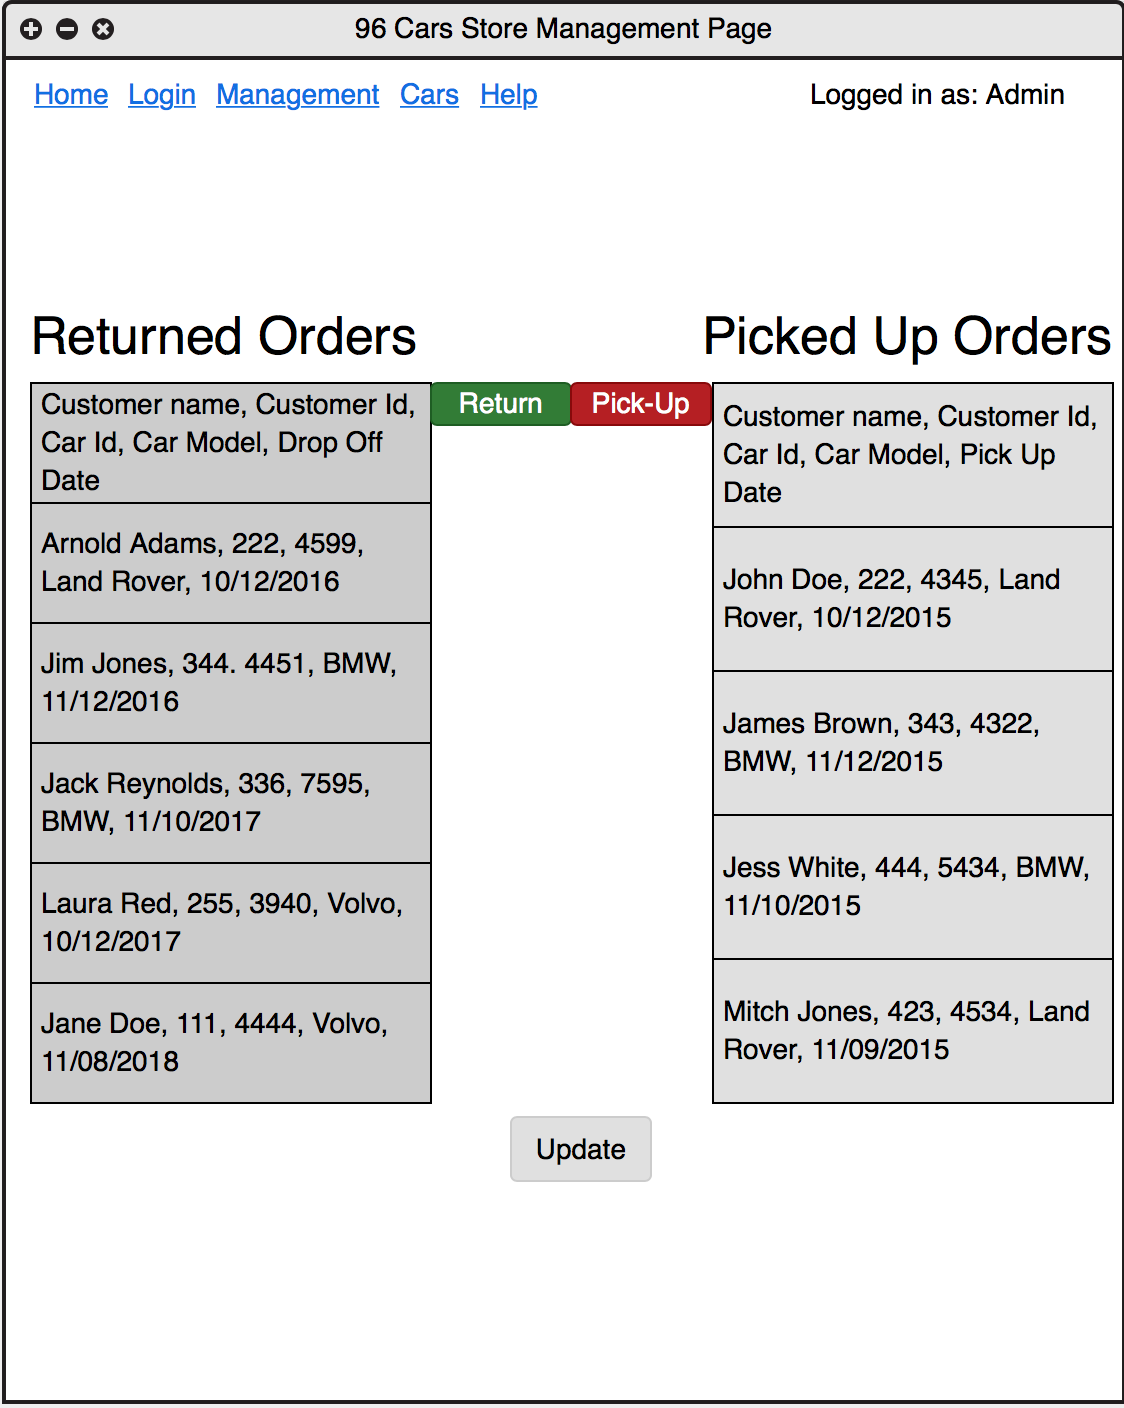 96 Cars Store Management Page
Home Login Management Cars Help
Logged in as: Admin
Returned Orders
Customer name, Customer Id,
Car Id, Car Model, Drop Off
Date
Arnold Adams, 222, 4599,
Land Rover, 10/12/2016
Jim Jones, 344. 4451, BMW,
11/12/2016
Jack Reynolds, 336, 7595,
BMW, 11/10/2017
Laura Red, 255, 3940, Volvo,
10/12/2017
Jane Doe, 111, 4444, Volvo,
11/08/2018
Return
Pick-Up
Picked Up Orders
Customer name, Customer Id,
Car Id, Car Model, Pick Up
Date
John Doe, 222, 4345, Land
Rover, 10/12/2015
James Brown, 343, 4322,
BMW, 11/12/2015
Jess White, 444, 5434, BMW,
11/10/2015
Mitch Jones, 423, 4534, Land
Rover, 11/09/2015
Update